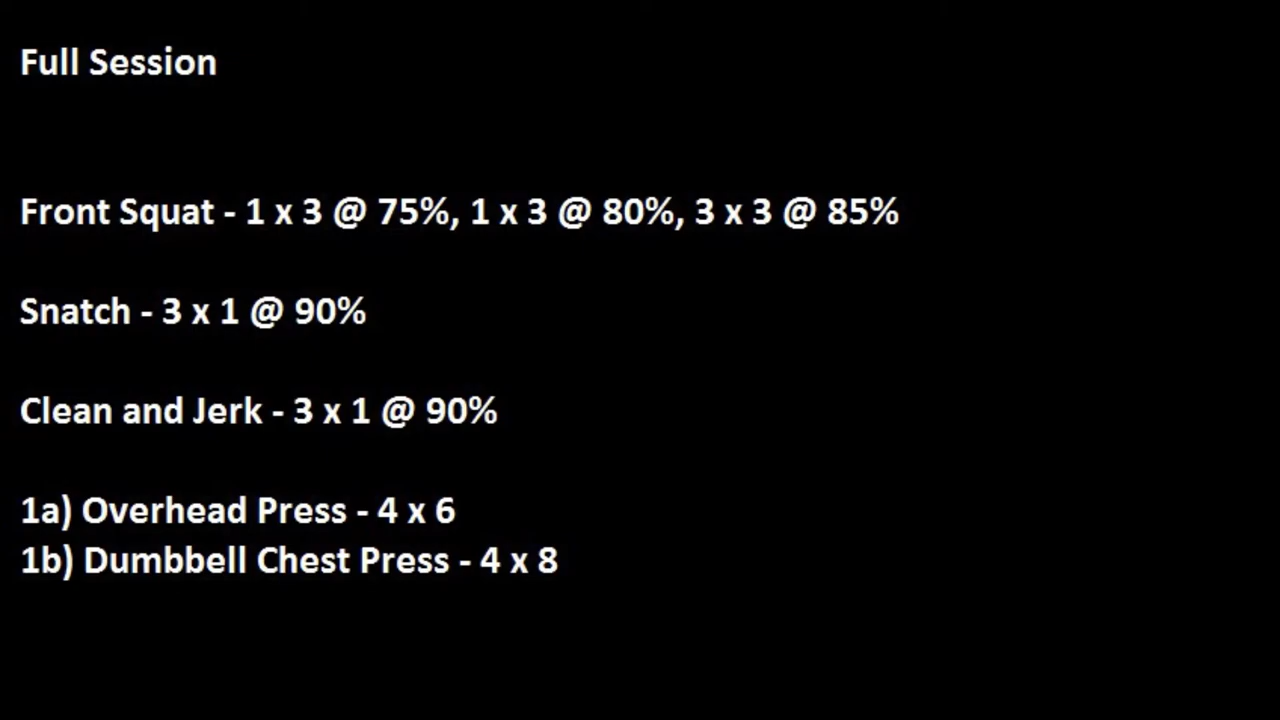 Full Session
Front Squat - 1 x 3 @ 75%, 1 x 3 @ 80%, 3 x 3 @ 85%
Snatch - 3 x 1 @ 90%
Clean and Jerk - 3 x 1 @ 90%
1a) Overhead Press - 4 x 6
1b) Dumbbell Chest Press - 4 x 8